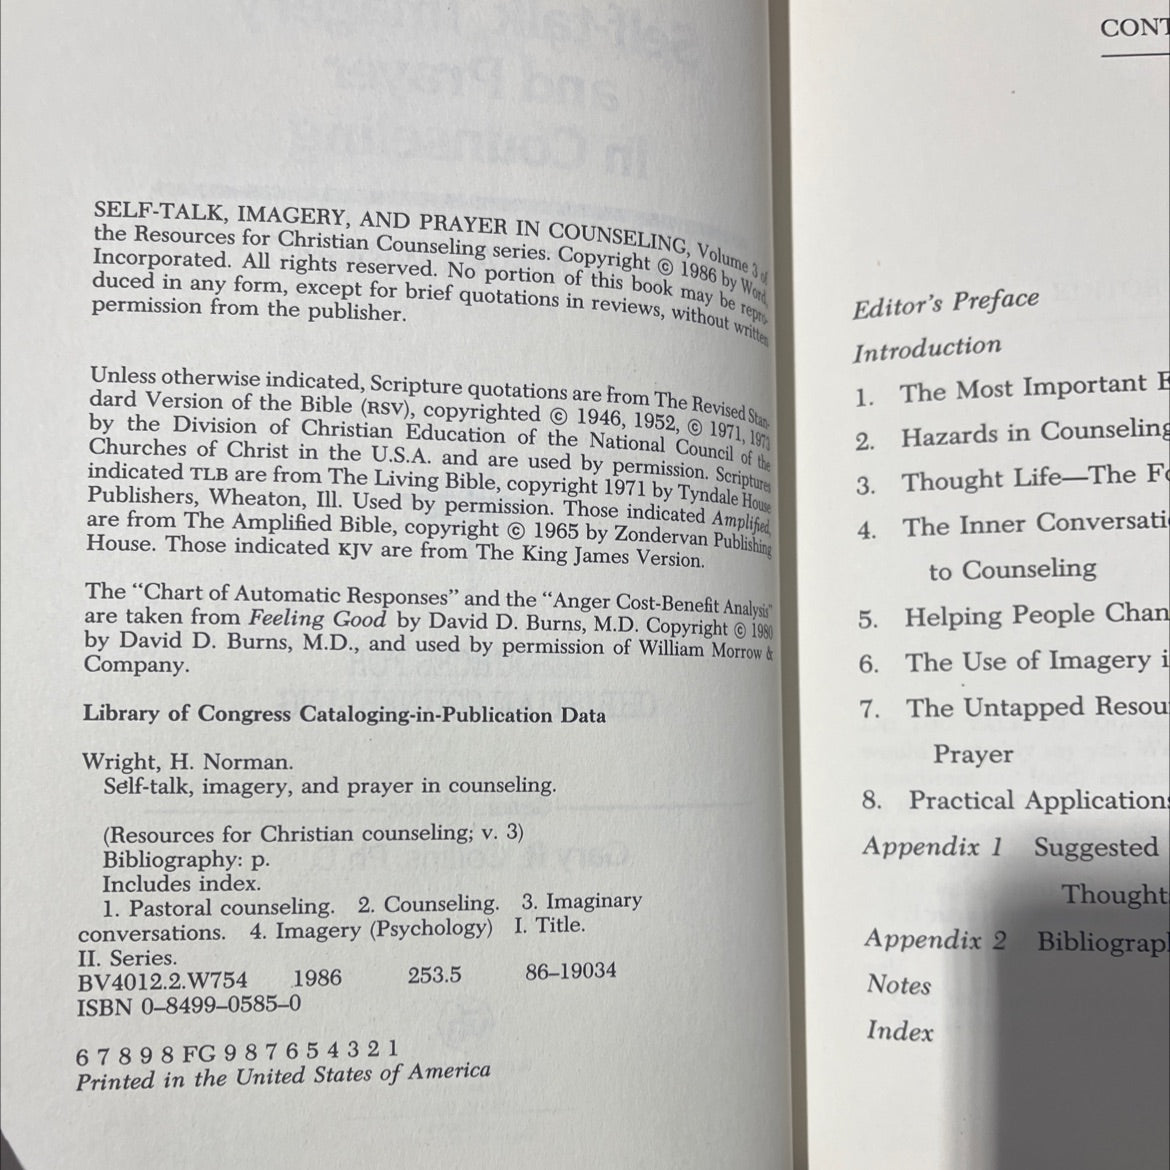 SELF-TALK, IMAGERY, AND PRAYER IN COUNSELING, Volume 3 of
the Resources for Christian Counseling series. Copyright © 1986 by Word,
Incorporated. All rights reserved. No portion of this book may be repro-
duced in any form, except for brief quotations in reviews, without written
permission from the publisher.
Unless otherwise indicated, Scripture quotations are from The Revised Stan-
dard Version of the Bible (RSV), copyrighted © 1946, 1952, © 1971, 1973
by the Division of Christian Education of the National Council of the
Churches of Christ in the U.S.A. and are used by permission. Scriptures
indicated TLB are from The Living Bible, copyright 1971 by Tyndale House
Publishers, Wheaton, Ill. Used by permission. Those indicated Amplified,
are from The Amplified Bible, copyright © 1965 by Zondervan Publishing
House. Those indicated KJV are from The King James Version.
The “Chart of Automatic Responses” and the “Anger Cost-Benefit Analysis”
are taken from Feeling Good by David D. Burns, M.D. Copyright © 1980
by David D. Burns, M.D., and used by permission of William Morrow &
Company.
Library of Congress Cataloging-in-Publication Data
Wright, H. Norman.
Self-talk, imagery, and prayer in counseling.
(Resources for Christian counseling; v. 3)
Bibliography: p.
Includes index.
1. Pastoral counseling. 2. Counseling. 3. Imaginary
conversations. 4. Imagery (Psychology) I. Title.
II. Series.
BV4012.2.W754 1986 253.5 86–19034
ISBN 0–8499–0585–0
6 7 8 9 8 FG 9 8 7 6 5 4 3 2 1
Printed in the United States of America
CONT
Editor's Preface
Introduction
1. The Most Important E
2. Hazards in Counseling
3. Thought Life—The Fo
4. The Inner Conversati
to Counseling
5. Helping People Chan
6. The Use of Imagery i
7. The Untapped Resou
Prayer
8. Practical Applications
Appendix 1 Suggested
Thought
Appendix 2 Bibliograp
Notes
Index